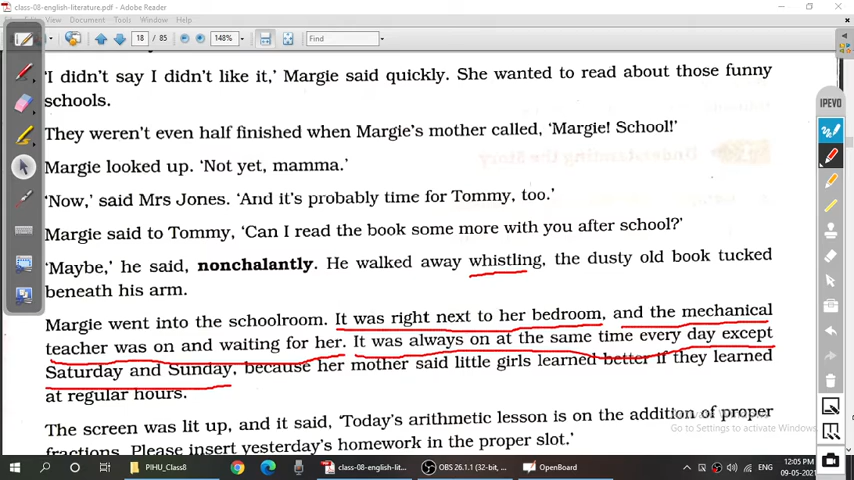 class-08-english-literature.pdf - Adobe Reader
Document Tools Window Help
18 / 85 148% Find
'I didn't say I didn't like it,' Margie said quickly. She wanted to read about those funny
schools.
They weren't even half finished when Margie's mother called, 'Margie! School!'
Margie looked up. 'Not yet, mamma.'
'Now,' said Mrs Jones. 'And it's probably time for Tommy, too.'
Margie said to Tommy, 'Can I read the book some more with you after school?'
'Maybe,' he said, nonchalantly. He walked away whistling, the dusty old book tucked
beneath his arm.
Margie went into the schoolroom. It was right next to her bedroom, and the mechanical
teacher was on and waiting for her. It was always on at the same time every day except
Saturday and Sunday, because her mother said little girls learned better if they learned
at regular hours.
The screen was lit up, and it said, 'Today's arithmetic lesson is on the addition of proper
fractions. Please insert yesterday's homework in the proper slot.'
Activate Windows
Go to Settings to activate Windows.
IPEVO
PIHU_Class8 class-08-english-lit... OBS 26.1.1 (32-bit, ... OpenBoard ENG 12:05 PM
09-05-2021